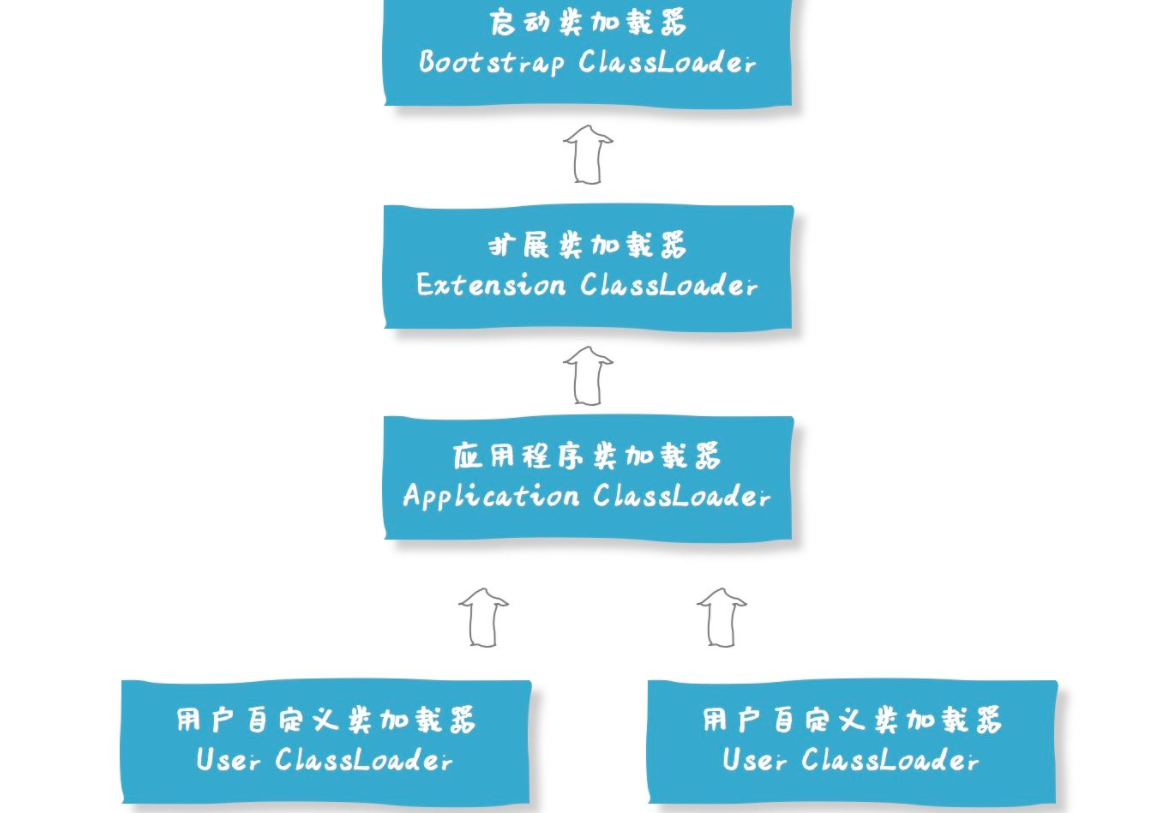 启动类加载器
Bootstrap ClassLoader
扩展类加载器
Extension ClassLoader
应用程序类加载器
Application ClassLoader
用户自定义类加载器
User ClassLoader
用户自定义类加载器
User ClassLoader